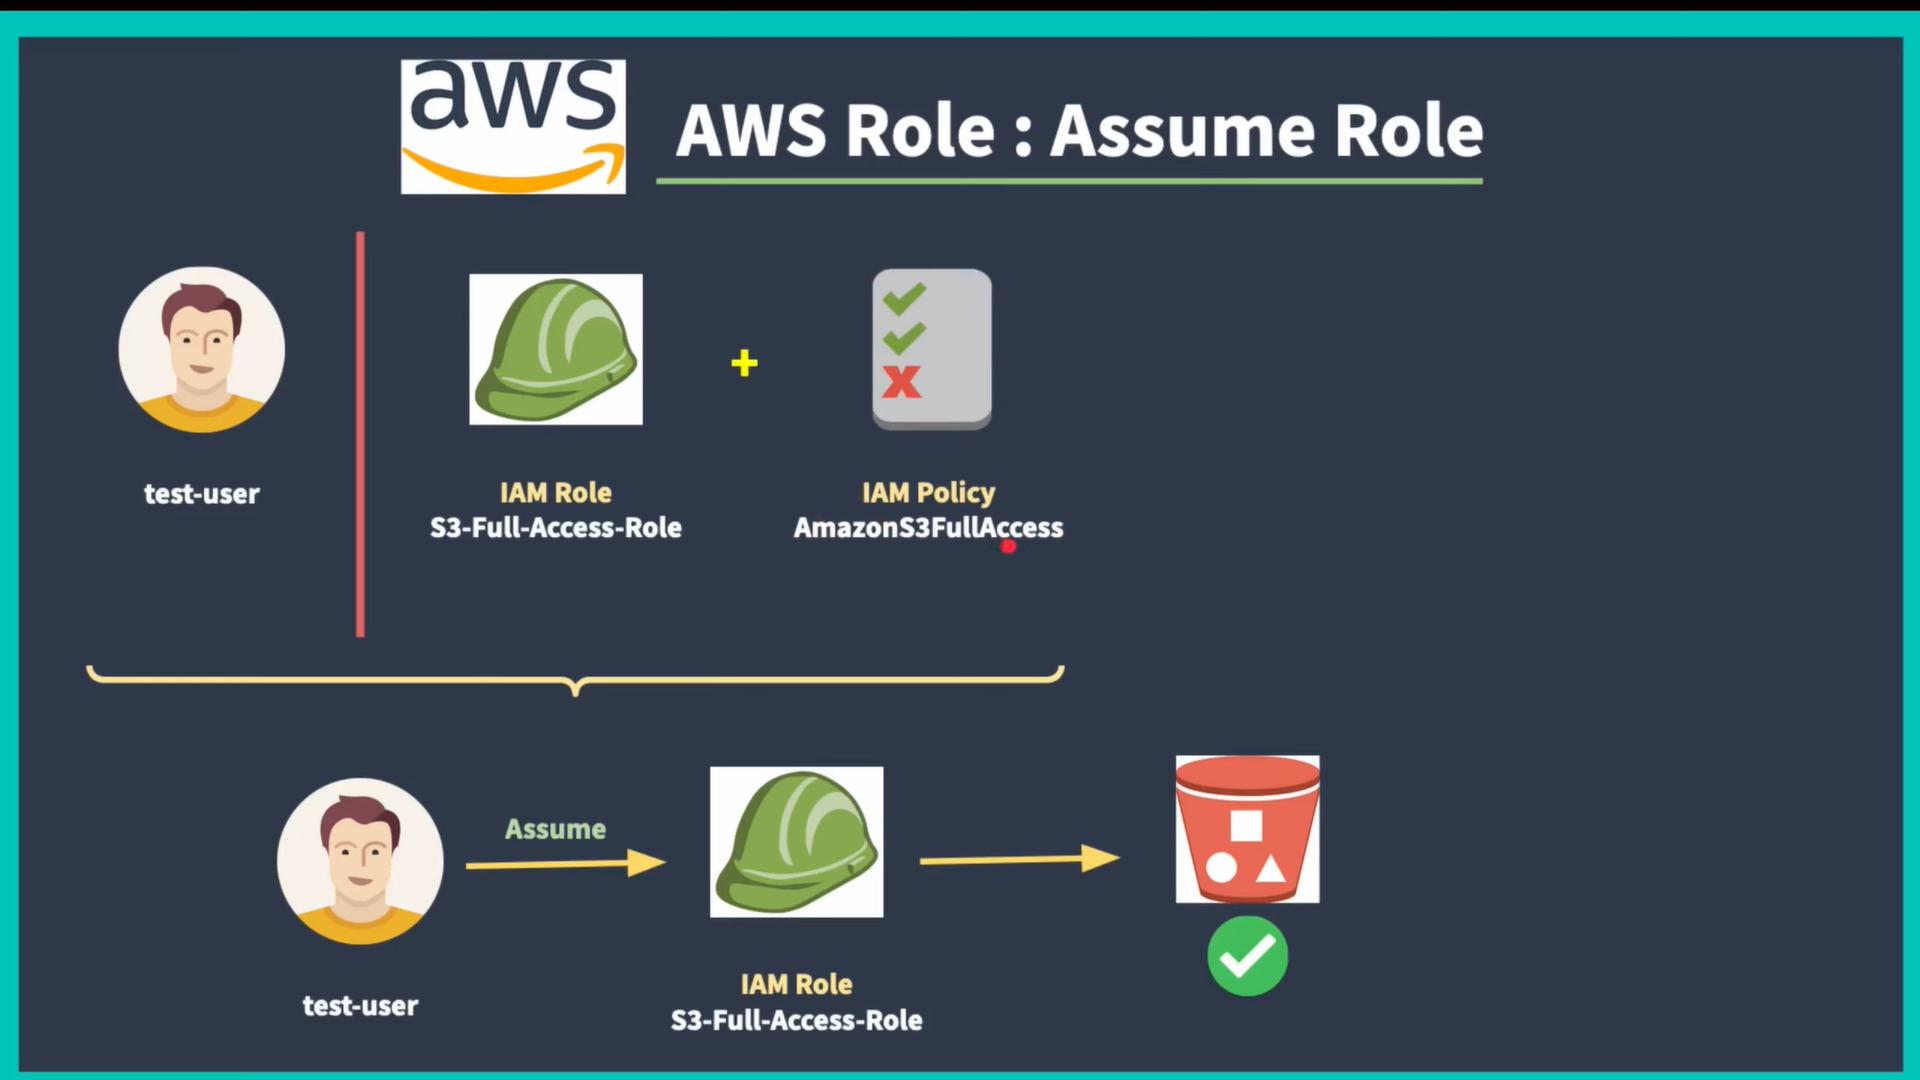 aws
AWS Role : Assume Role
test-user
IAM Role
S3-Full-Access-Role
+
IAM Policy
AmazonS3FullAccess
Assume
test-user
IAM Role
S3-Full-Access-Role